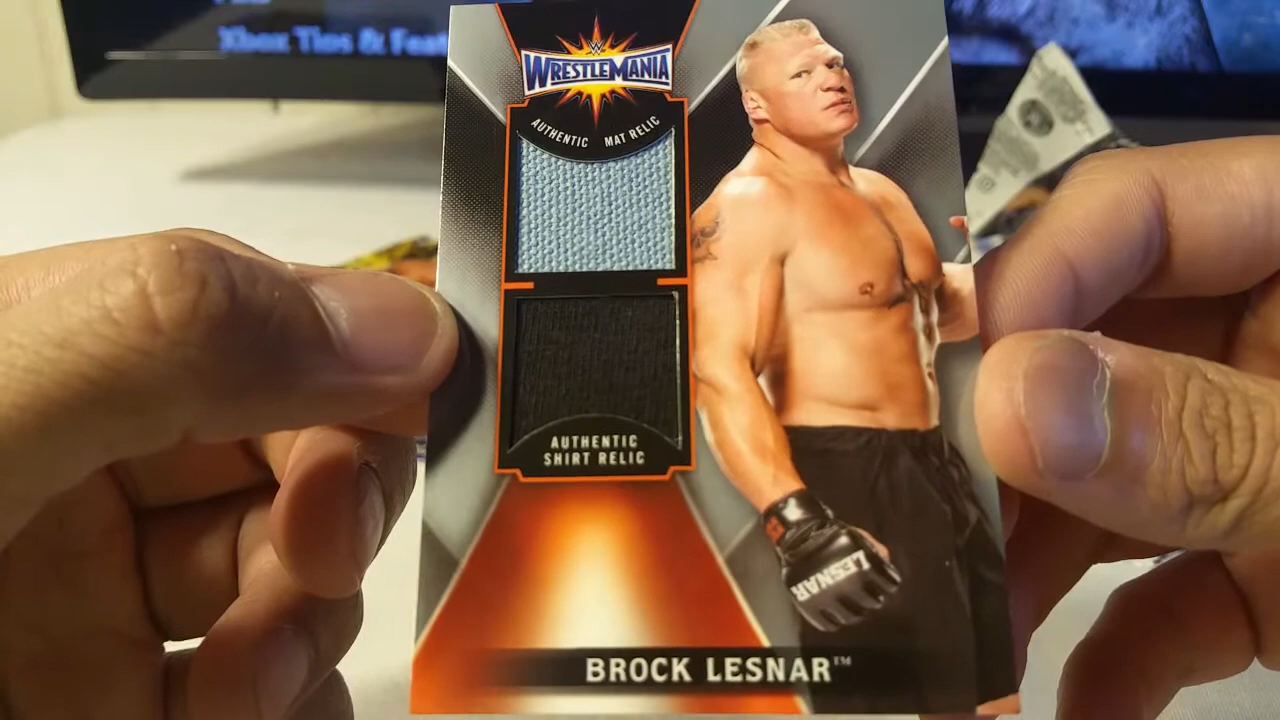 Xbox Tips & Feat
W
WRESTLEMANIA
AUTHENTIC MAT RELIC
AUTHENTIC
SHIRT RELIC
LESNAR
BROCK LESNAR™